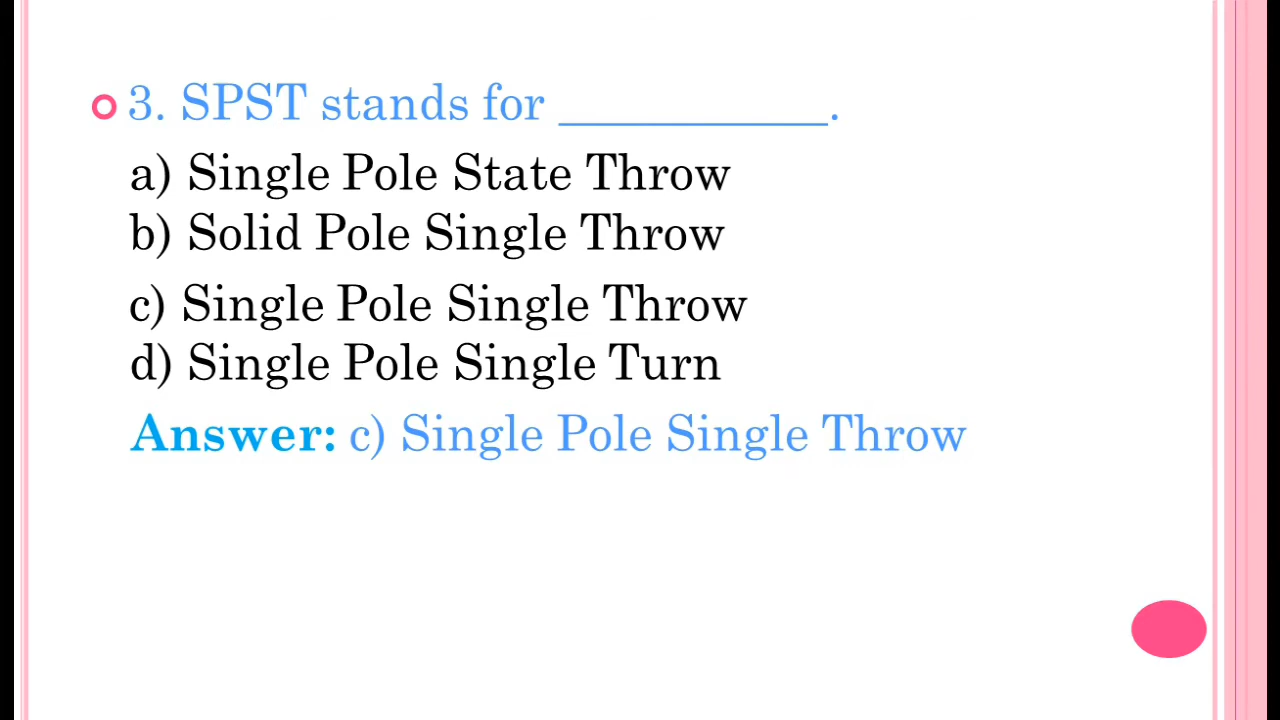 3. SPST stands for ___________.
a) Single Pole State Throw
b) Solid Pole Single Throw
c) Single Pole Single Throw
d) Single Pole Single Turn
Answer: c) Single Pole Single Throw